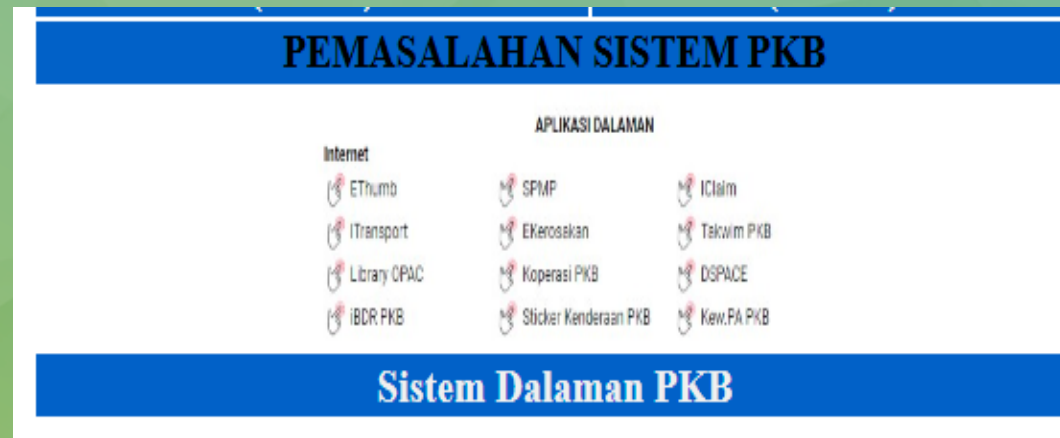 PEMASALAHAN SISTEM PKB
APLIKASI DALAMAN
Internet
EThumb SPMP IClaim
ITransport EKerosakan Takwim PKB
Library OPAC Koperasi PKB DSPACE
iBDR PKB Sticker Kenderaan PKB Kew.PA PKB
Sistem Dalaman PKB